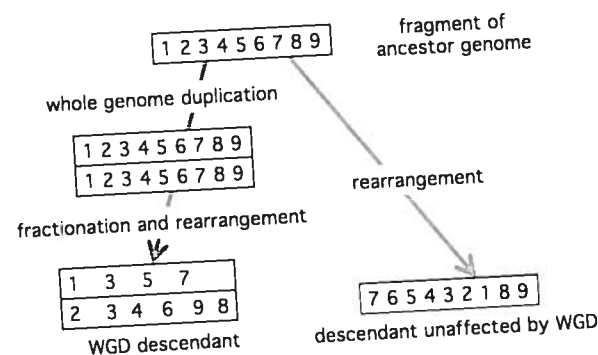 fragment of
ancestor genome
1 2 3 4 5 6 7 8 9
whole genome duplication
1 2 3 4 5 6 7 8 9
1 2 3 4 5 6 7 8 9
rearrangement
fractionation and rearrangement
1 3 5 7
2 3 4 6 9 8
WGD descendant
7 6 5 4 3 2 1 8 9
descendant unaffected by WGD